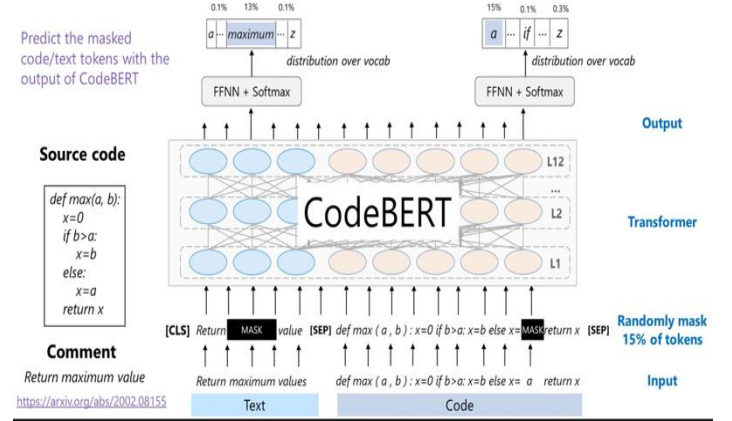 0.1% 13% 0.1%
a ... maximum ... z
15% 0.1% 0.3%
a ... if ... z
Predict the masked
code/text tokens with the
output of CodeBERT
distribution over vocab
distribution over vocab
FFNN + Softmax
FFNN + Softmax
Output
Source code
def max(a, b):
x=0
if b>a:
x=b
else:
x=a
return x
L12
...
L2
L1
CodeBERT
Transformer
[CLS] Return MASK value [SEP] def max ( a , b ) : x=0 if b>a: x=b else x= MASK return x [SEP]
Randomly mask
15% of tokens
Comment
Return maximum value
https://arxiv.org/abs/2002.08155
Return maximum values def max ( a , b ) : x=0 if b>a: x=b else x= a return x
Input
Text
Code